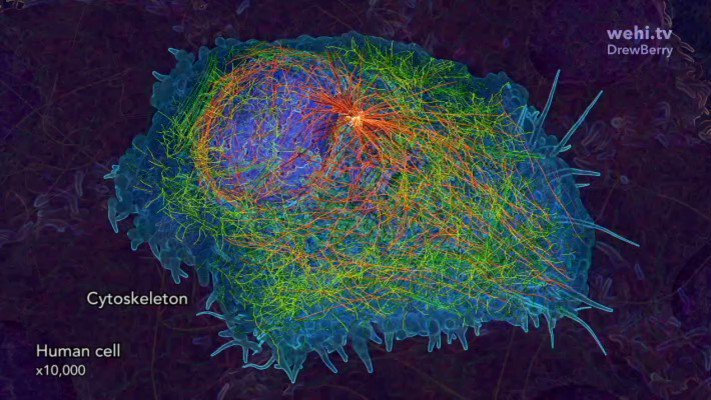 wehi.tv
DrewBerry
Cytoskeleton
Human cell
x10,000